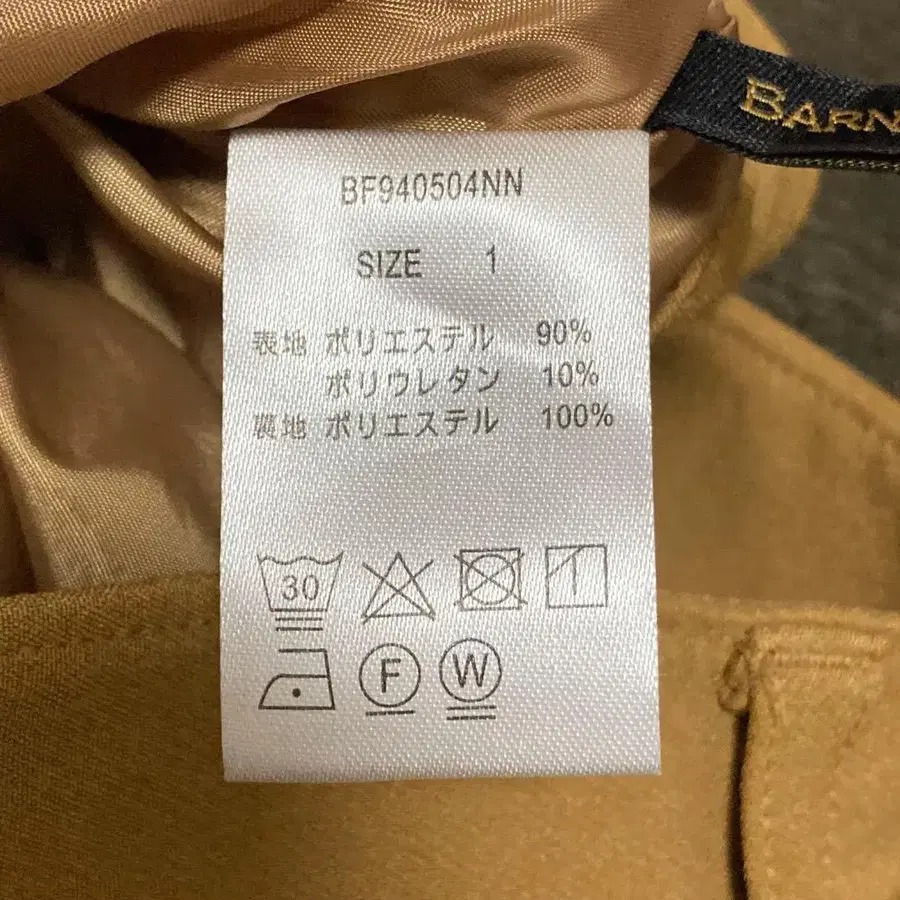 BARN
BF940504NN
SIZE 1
表地 ポリエステル 90%
ポリウレタン 10%
裏地 ポリエステル 100%
30
F W